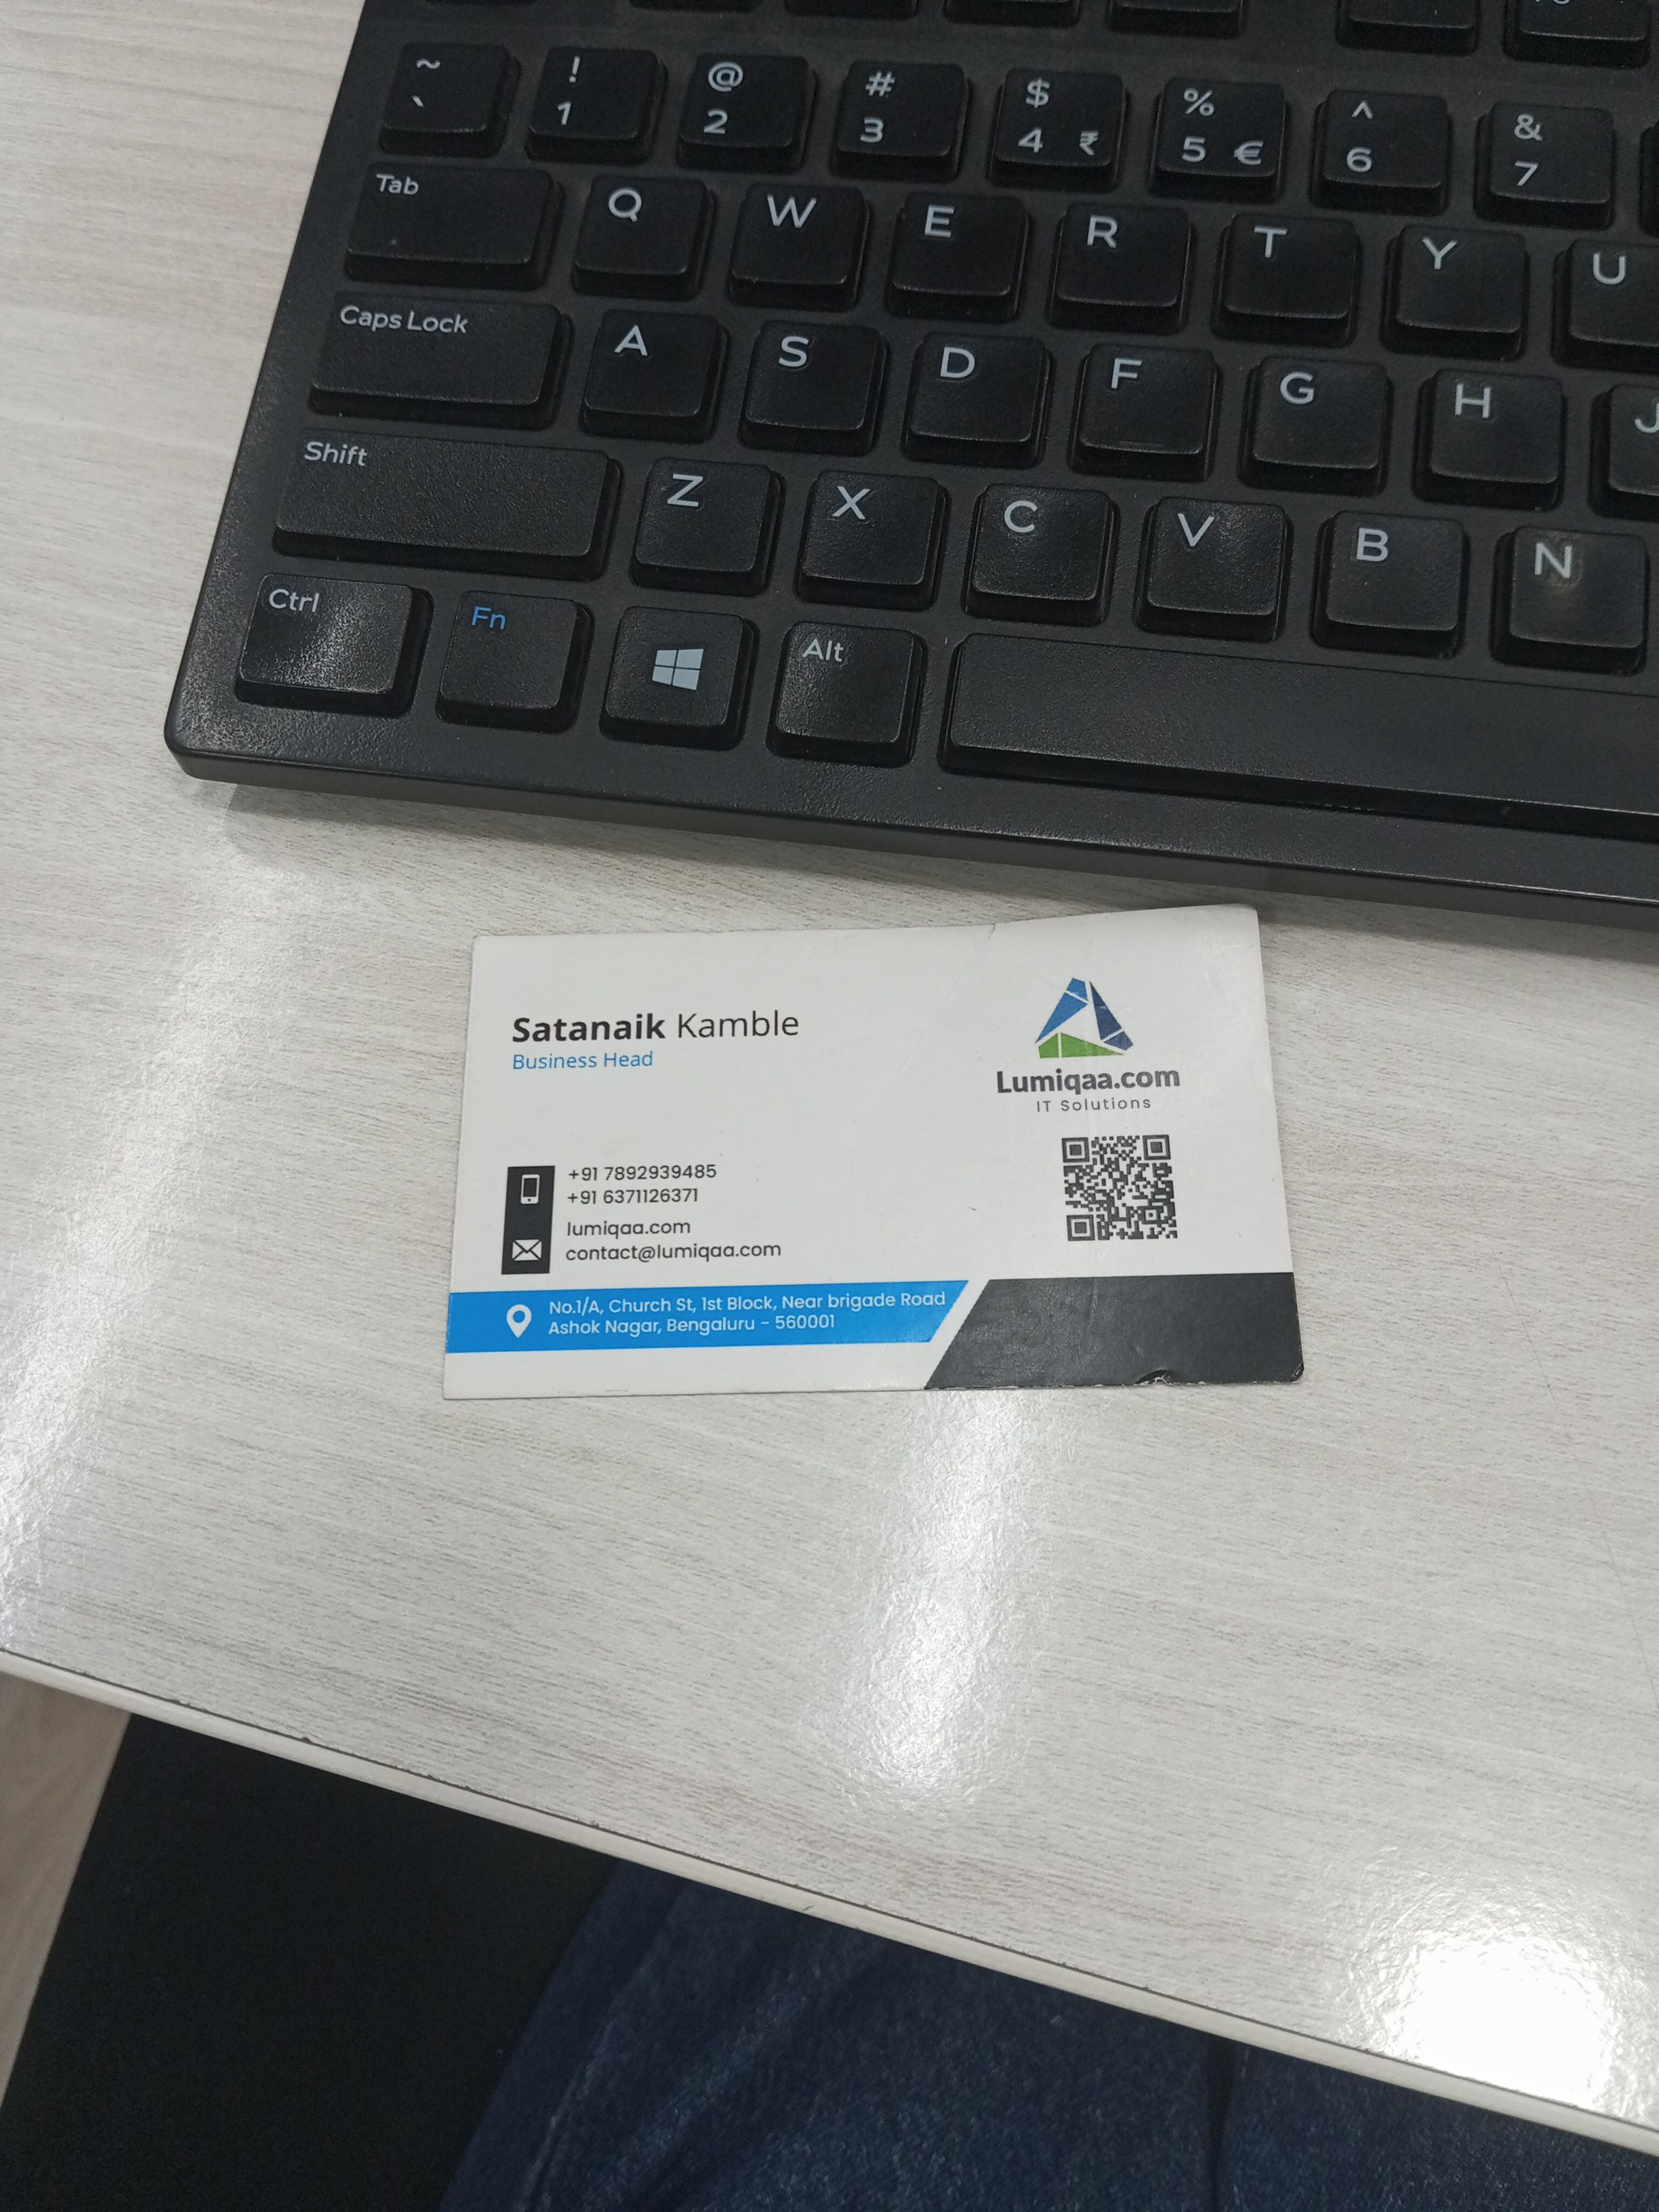 ~ ! @ # $ % ^ &
` 1 2 3 4 ₹ 5 € 6 7
Tab Q W E R T Y U
Caps Lock A S D F G H J
Shift Z X C V B N
Ctrl Fn Alt
Satanaik Kamble
Business Head
Lumiqaa.com
IT Solutions
+91 7892939485
+91 6371126371
lumiqaa.com
contact@lumiqaa.com
No.1/A, Church St, 1st Block, Near brigade Road
Ashok Nagar, Bengaluru - 560001